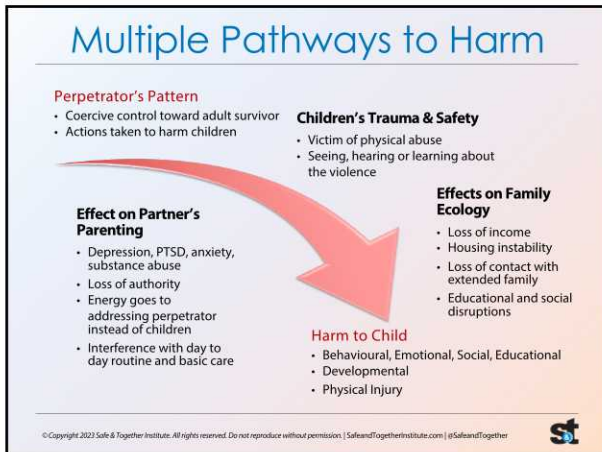 Multiple Pathways to Harm
Perpetrator's Pattern
• Coercive control toward adult survivor
• Actions taken to harm children
Children's Trauma & Safety
• Victim of physical abuse
• Seeing, hearing or learning about
the violence
Effect on Partner's
Parenting
• Depression, PTSD, anxiety,
substance abuse
• Loss of authority
• Energy goes to
addressing perpetrator
instead of children
• Interference with day to
day routine and basic care
Effects on Family
Ecology
• Loss of income
• Housing instability
• Loss of contact with
extended family
• Educational and social
disruptions
Harm to Child
• Behavioural, Emotional, Social, Educational
• Developmental
• Physical Injury
© Copyright 2023 Safe & Together Institute. All rights reserved. Do not reproduce without permission. | SafeandTogetherInstitute.com | @SafeandTogether
st
&